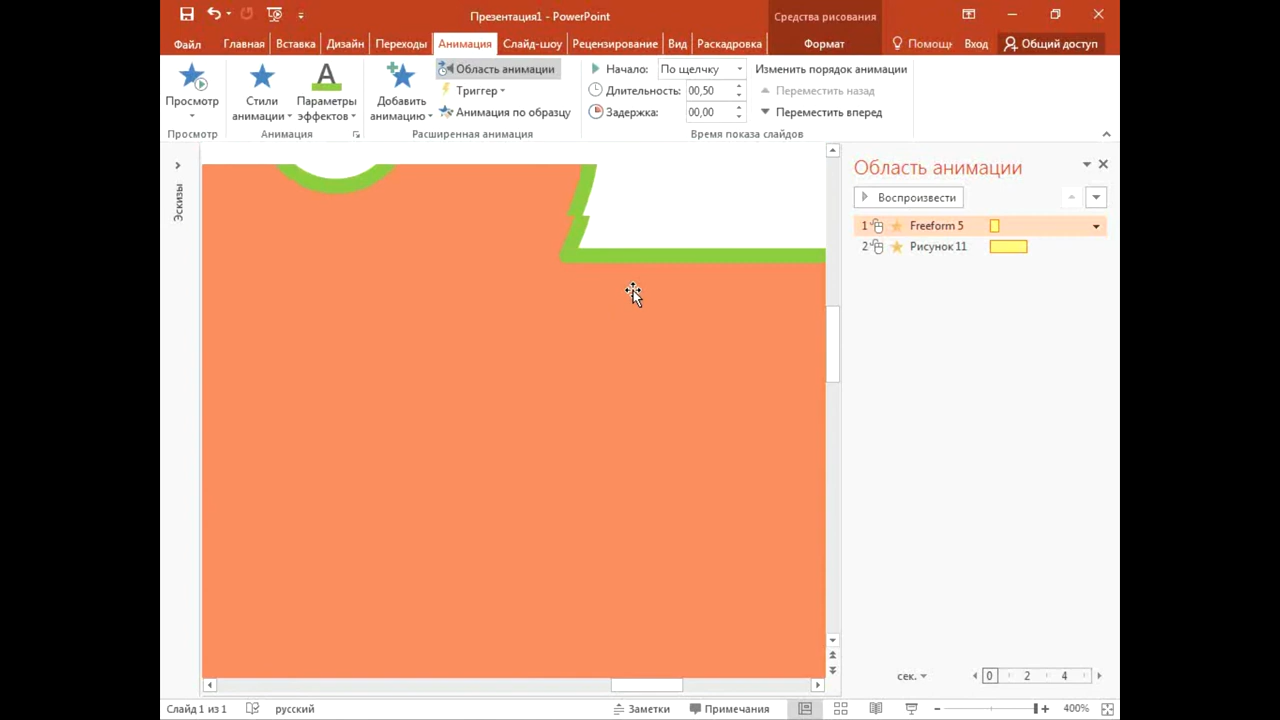 Презентация1 - PowerPoint
Средства рисования
Файл
Главная
Вставка
Дизайн
Переходы
Анимация
Слайд-шоу
Рецензирование
Вид
Раскадровка
Формат
Помощ
Вход
Общий доступ
Просмотр
Стили анимации
Параметры эффектов
Добавить анимацию
Область анимации
Триггер
Анимация по образцу
Начало: По щелчку
Длительность: 00,50
Задержка: 00,00
Изменить порядок анимации
Переместить назад
Переместить вперед
Просмотр
Анимация
Расширенная анимация
Время показа слайдов
Эскизы
Область анимации
Воспроизвести
1 Freeform 5
2 Рисунок 11
сек. 0 2 4
Слайд 1 из 1
русский
Заметки
Примечания
400%